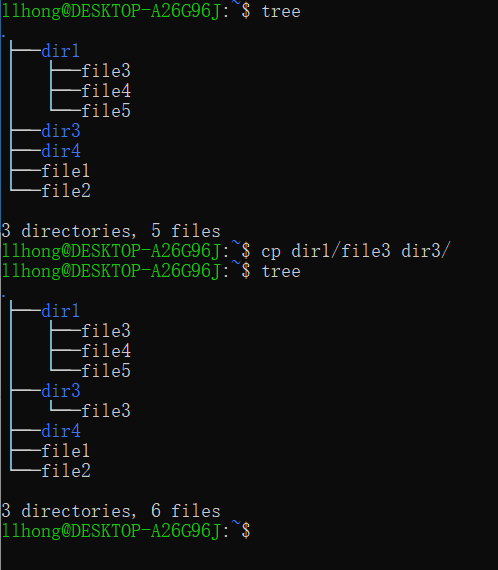 llhong@DESKTOP-A26G96J:~$ tree
.
├──dir1
│   ├──file3
│   ├──file4
│   └──file5
├──dir3
├──dir4
├──file1
└──file2
3 directories, 5 files
llhong@DESKTOP-A26G96J:~$ cp dir1/file3 dir3/
llhong@DESKTOP-A26G96J:~$ tree
.
├──dir1
│   ├──file3
│   ├──file4
│   └──file5
├──dir3
│   └──file3
├──dir4
├──file1
└──file2
3 directories, 6 files
llhong@DESKTOP-A26G96J:~$